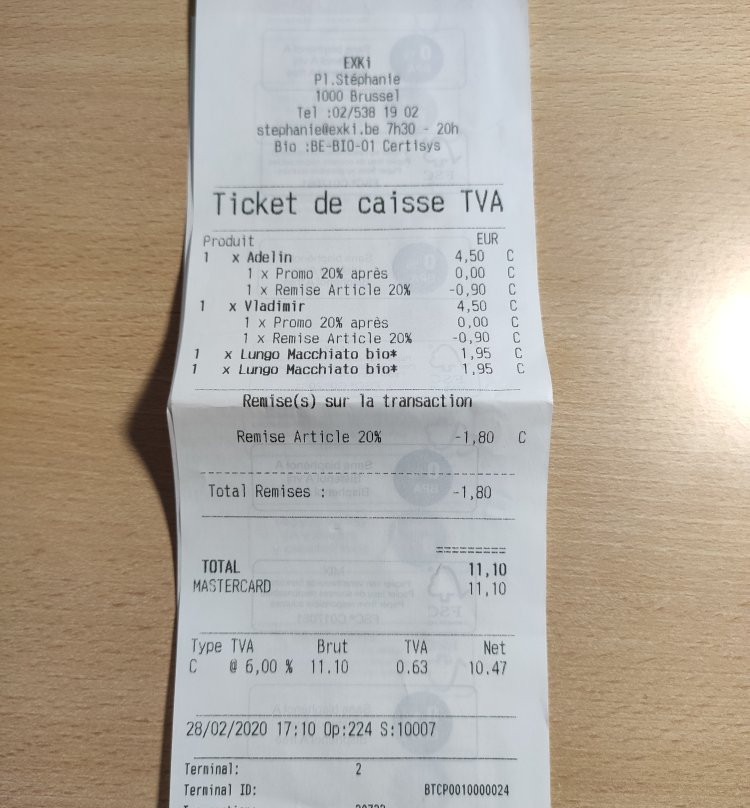 EXKi
Pl.Stéphanie
1000 Brussel
Tel :02/538 19 02
stephanie@exki.be 7h30 - 20h
Bio :BE-BIO-01 Certisys
Ticket de caisse TVA
Produit EUR
1 x Adelin 4,50 C
1 x Promo 20% après 0,00 C
1 x Remise Article 20% -0,90 C
1 x Vladimir 4,50 C
1 x Promo 20% après 0,00 C
1 x Remise Article 20% -0,90 C
1 x Lungo Macchiato bio* 1,95 C
1 x Lungo Macchiato bio* 1,95 C
Remise(s) sur la transaction
Remise Article 20% -1,80 C
Total Remises : -1,80
TOTAL 11,10
MASTERCARD 11,10
Type TVA Brut TVA Net
C @ 6,00 % 11.10 0.63 10.47
28/02/2020 17:10 Op:224 S:10007
Terminal: 2
Terminal ID: BTCP0010000024